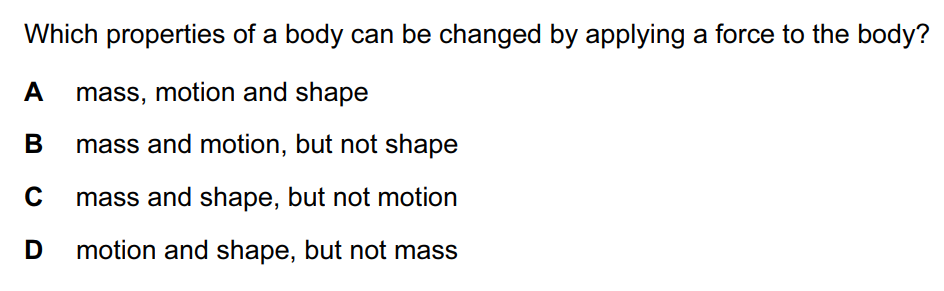 Which properties of a body can be changed by applying a force to the body?
A mass, motion and shape
B mass and motion, but not shape
C mass and shape, but not motion
D motion and shape, but not mass